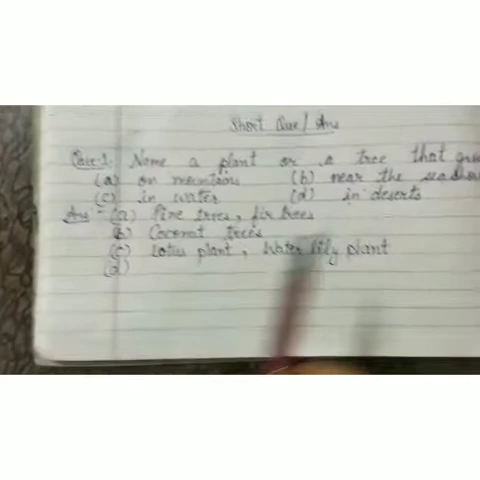 Short Que/Ans
Ques-1. Name a plant or a tree that
(a) on mountains (b) near the
(c) in water (d) in deserts
Ans - (a) Pine trees, fir trees
(b) Coconut trees
(c) Lotus plant, Water lily plant
(d)